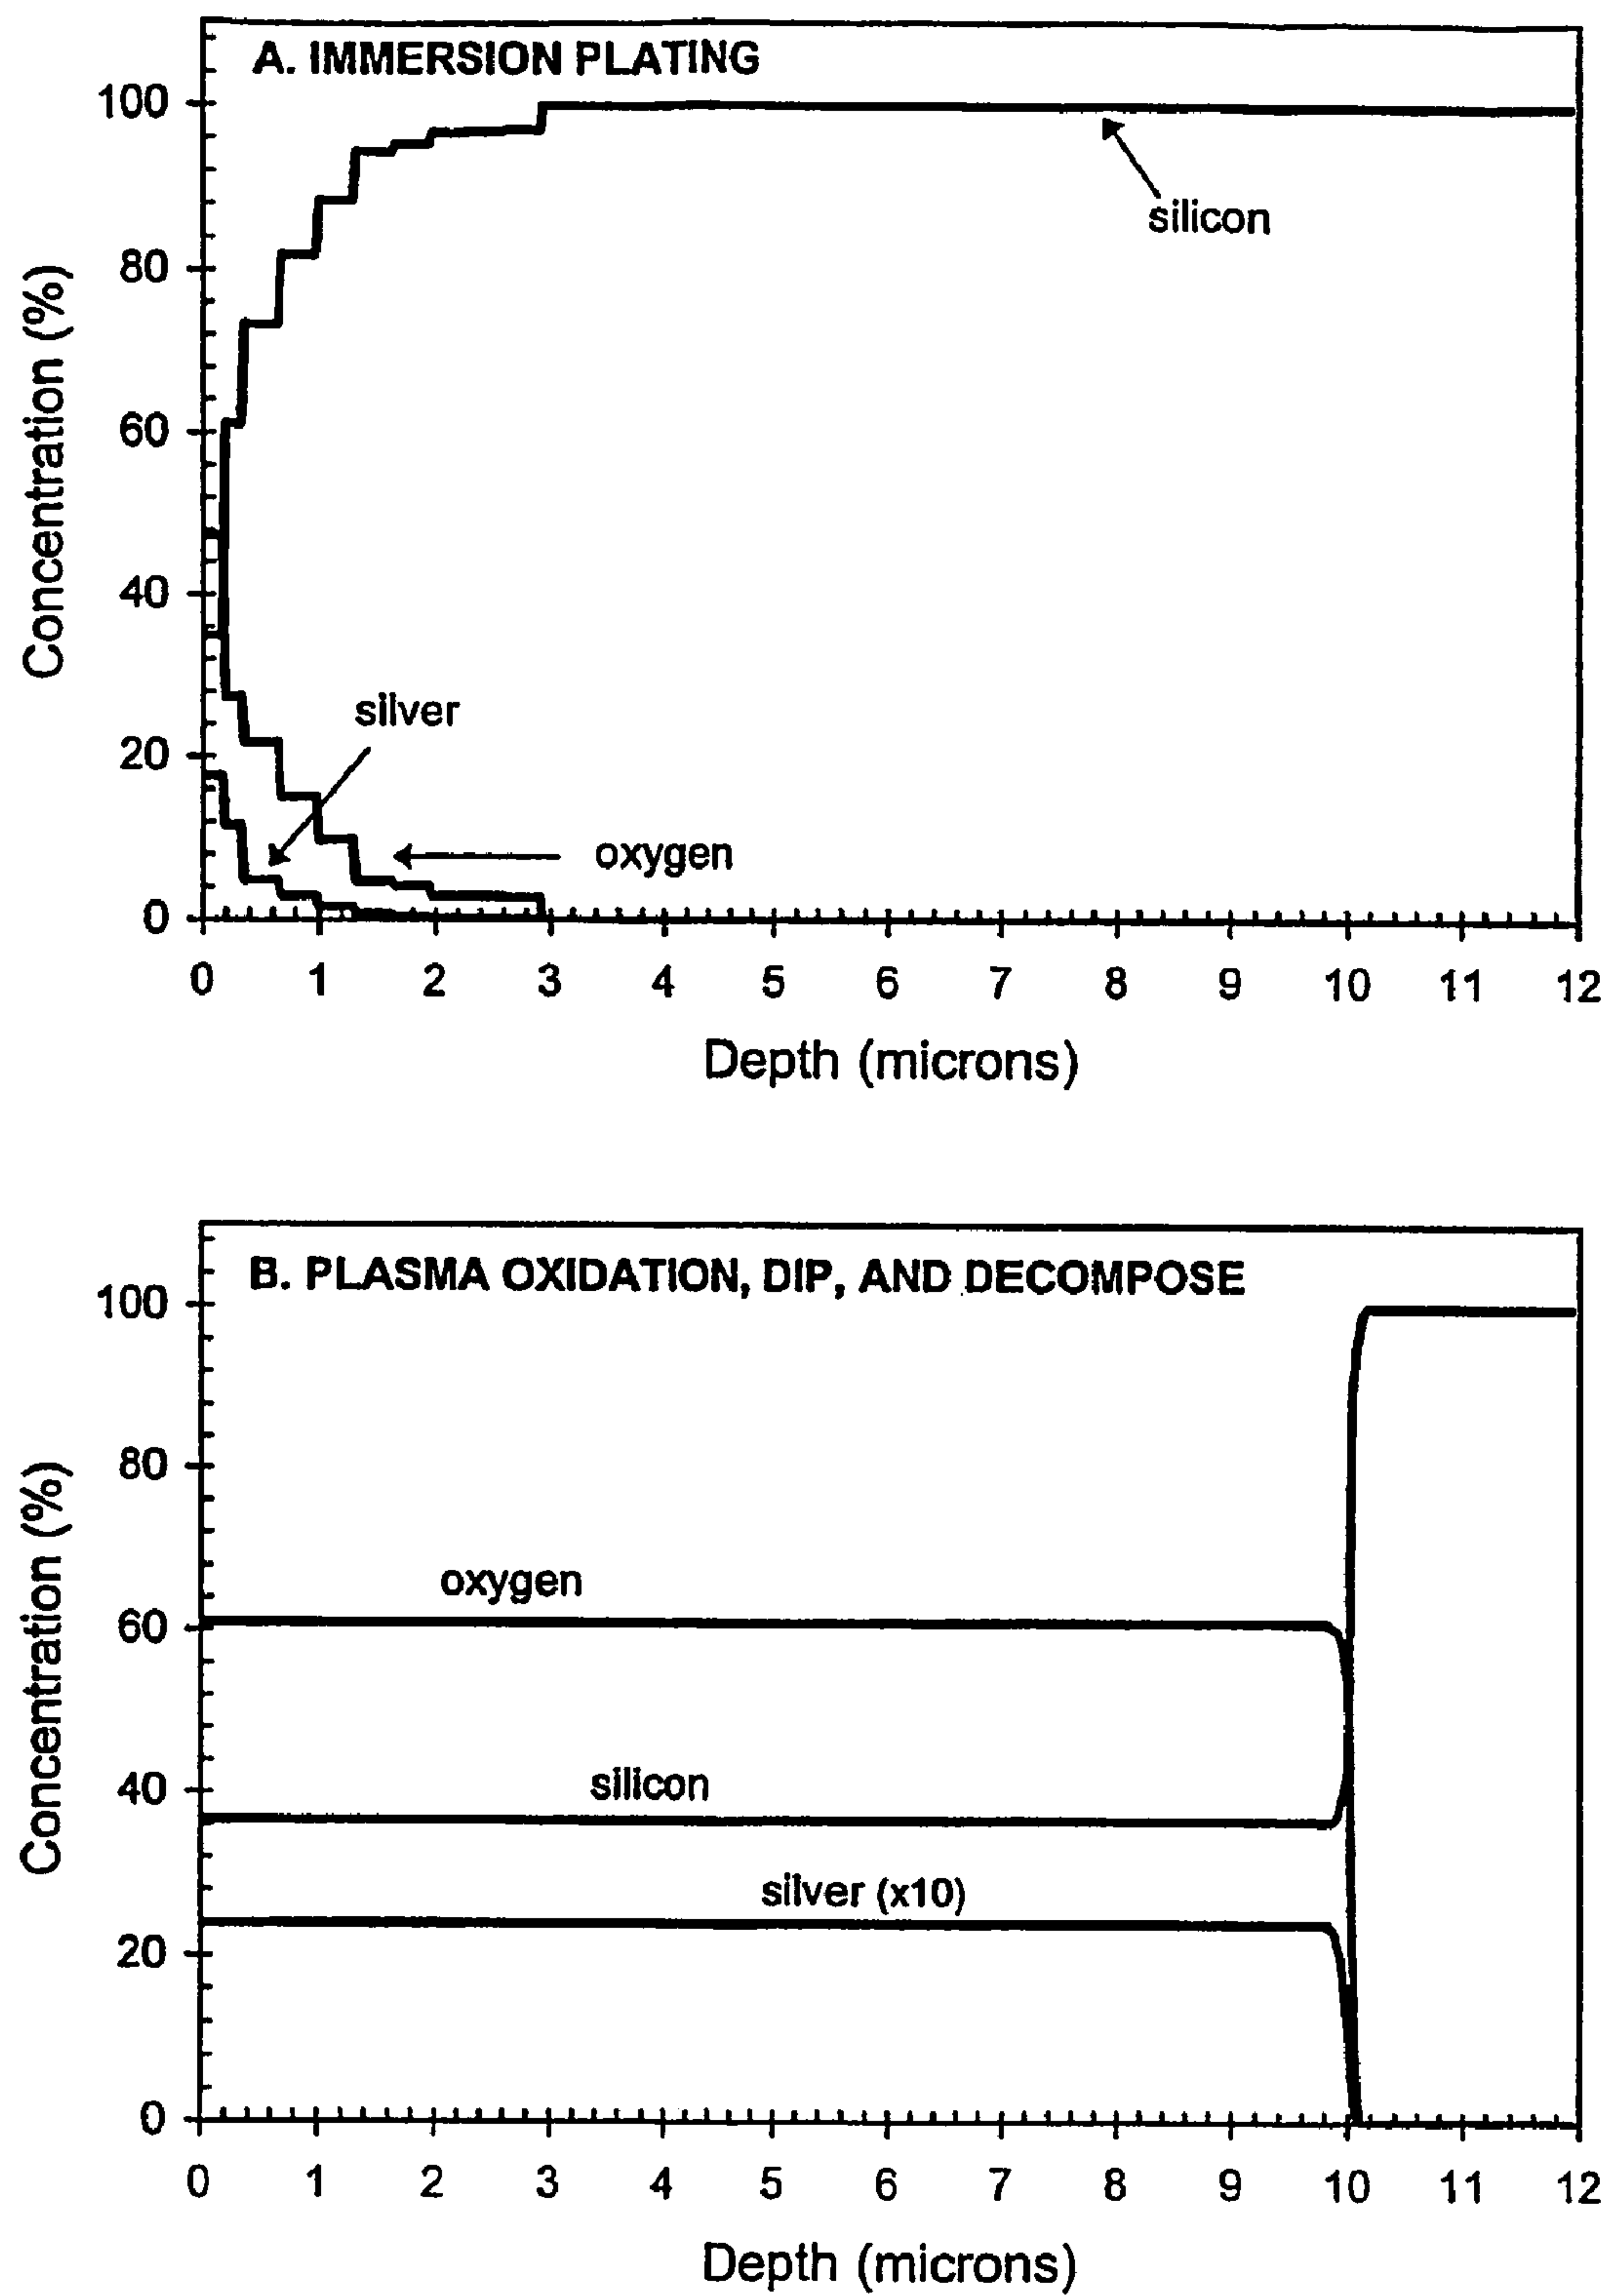 A. IMMERSION PLATING
100
80
60
40
20
0
Concentration (%)
silicon
silver
oxygen
0 1 2 3 4 5 6 7 8 9 10 11 12
Depth (microns)
B. PLASMA OXIDATION, DIP, AND DECOMPOSE
100
80
60
40
20
0
Concentration (%)
oxygen
silicon
silver (x10)
0 1 2 3 4 5 6 7 8 9 10 11 12
Depth (microns)